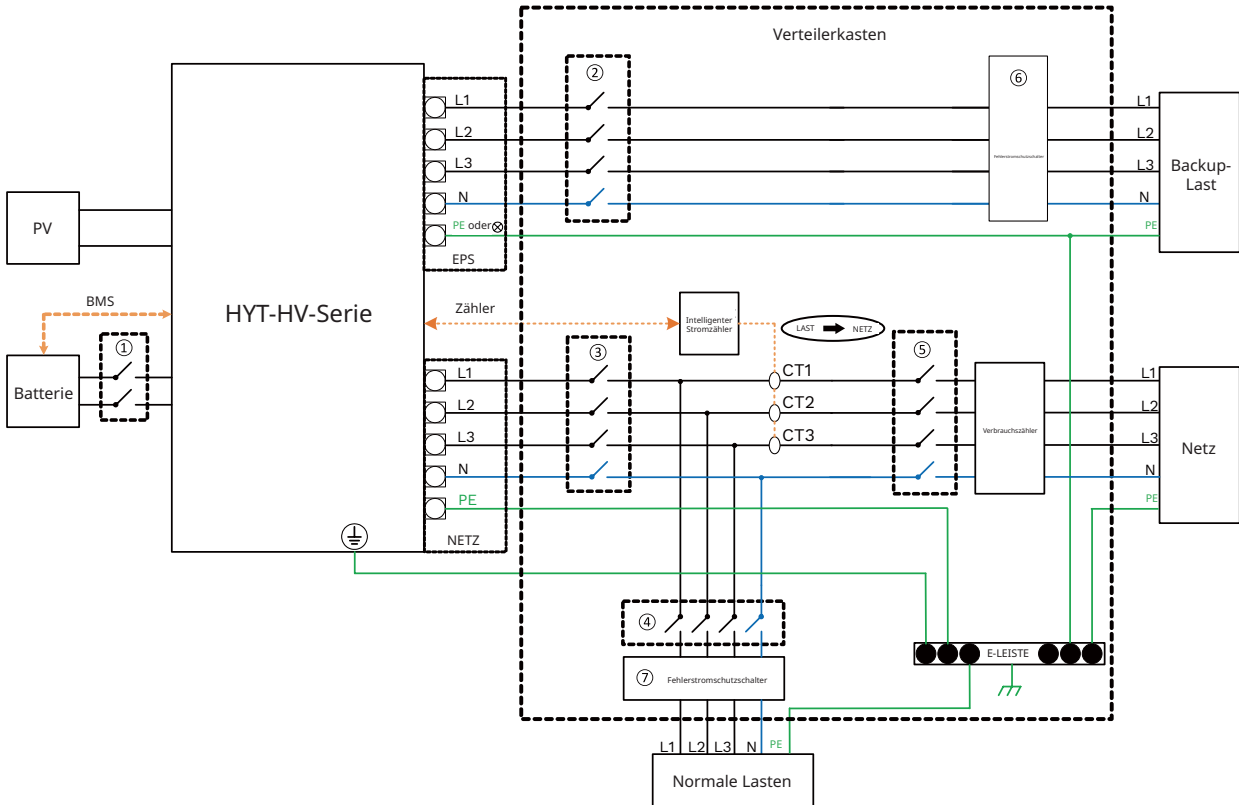 Verteilerkasten
②
⑥
L1
L2
L3
N
PE oder⊗
EPS
Fehlerstromschutzschalter
L1
L2
L3
N
PE
Backup-
Last
PV
BMS
①
Batterie
HYT-HV-Serie
Zähler
Intelligenter
Stromzähler
LAST
NETZ
③
⑤
L1
L2
L3
N
PE
NETZ
CT1
CT2
CT3
Verbrauchszähler
L1
L2
L3
N
PE
Netz
④
⑦ Fehlerstromschutzschalter
E-LEISTE
L1 L2 L3 N PE
Normale Lasten